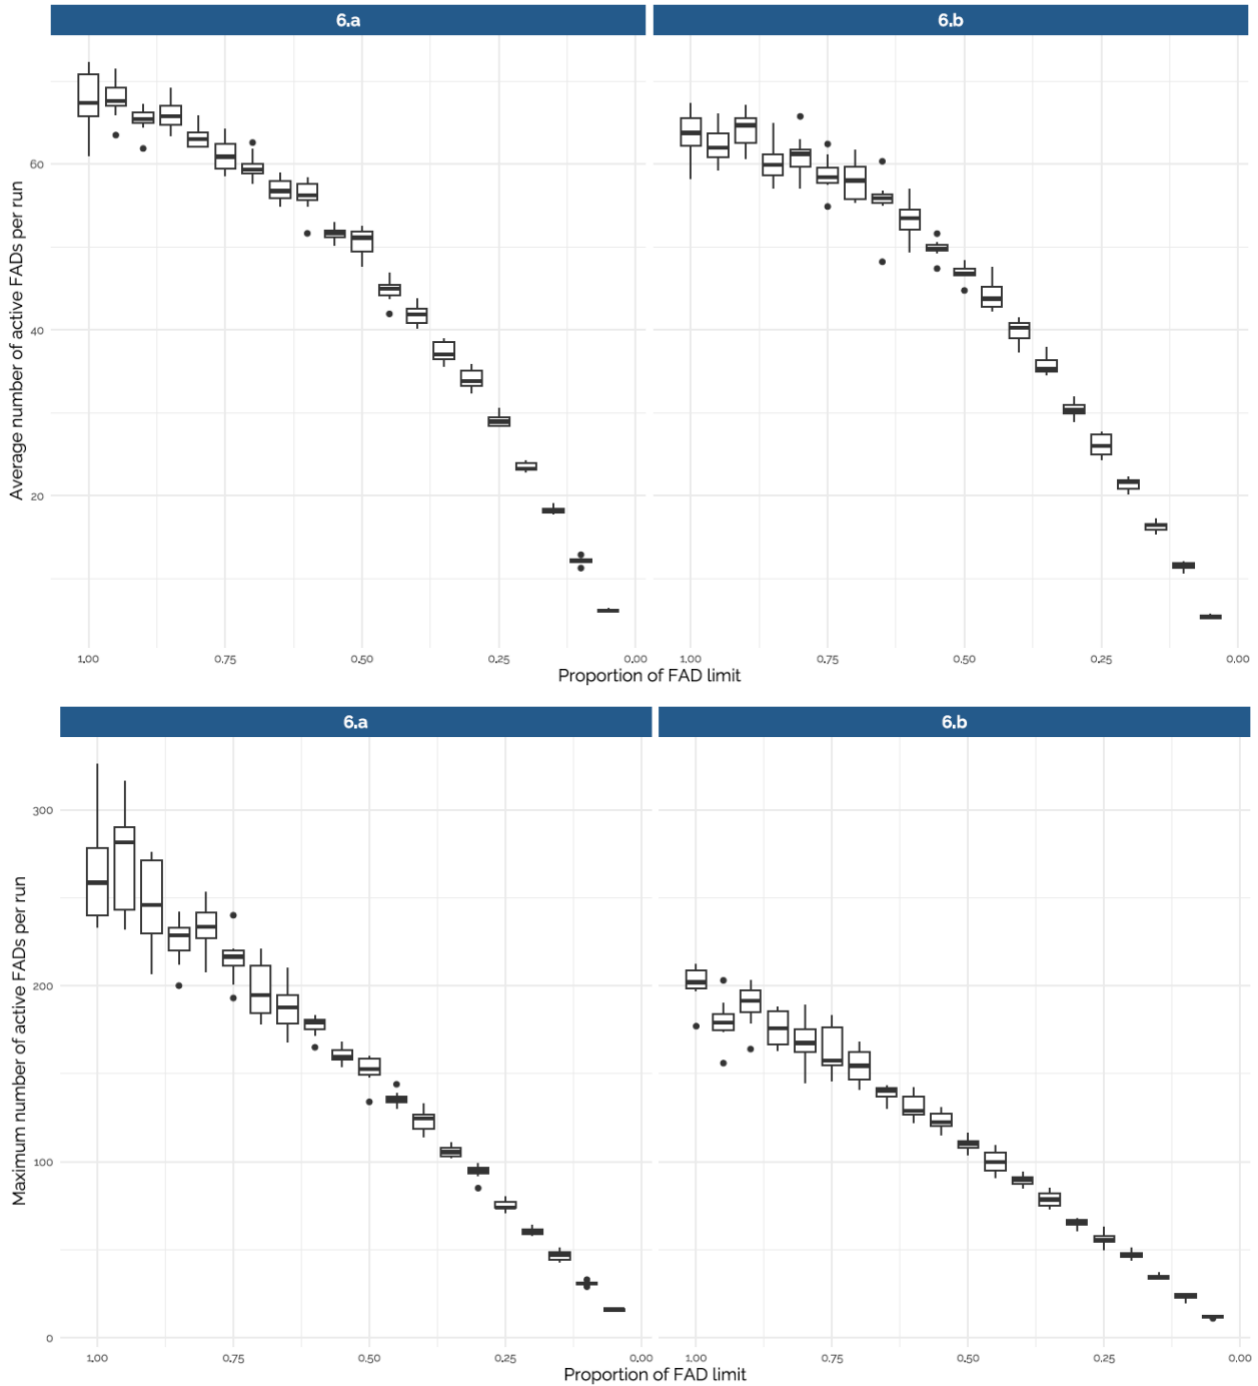 6.a 6.b
Average number of active FADs per run
60
40
20
1.00 0.75 0.50 0.25 0.00 1.00 0.75 0.50 0.25 0.00
Proportion of FAD limit
6.a 6.b
Maximum number of active FADs per run
300
200
100
0
1.00 0.75 0.50 0.25 0.00 1.00 0.75 0.50 0.25 0.00
Proportion of FAD limit